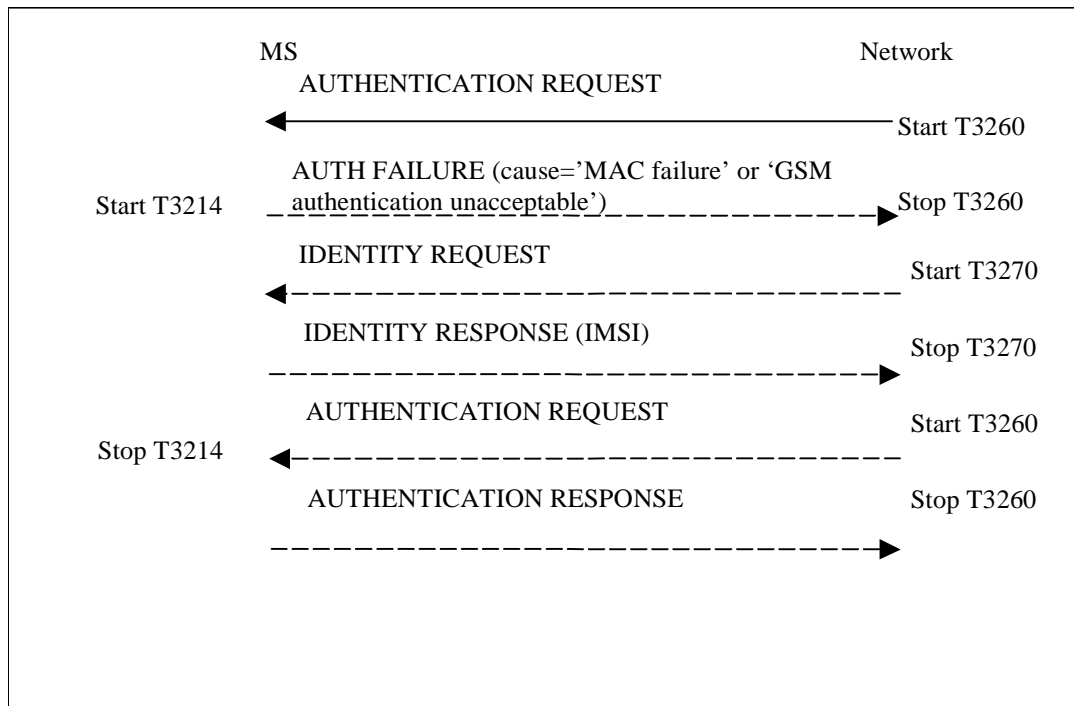 MS
Network
AUTHENTICATION REQUEST
Start T3260
AUTH FAILURE (cause=’MAC failure’ or ‘GSM
authentication unacceptable’)
Start T3214
Stop T3260
IDENTITY REQUEST
Start T3270
IDENTITY RESPONSE (IMSI)
Stop T3270
AUTHENTICATION REQUEST
Start T3260
Stop T3214
AUTHENTICATION RESPONSE
Stop T3260